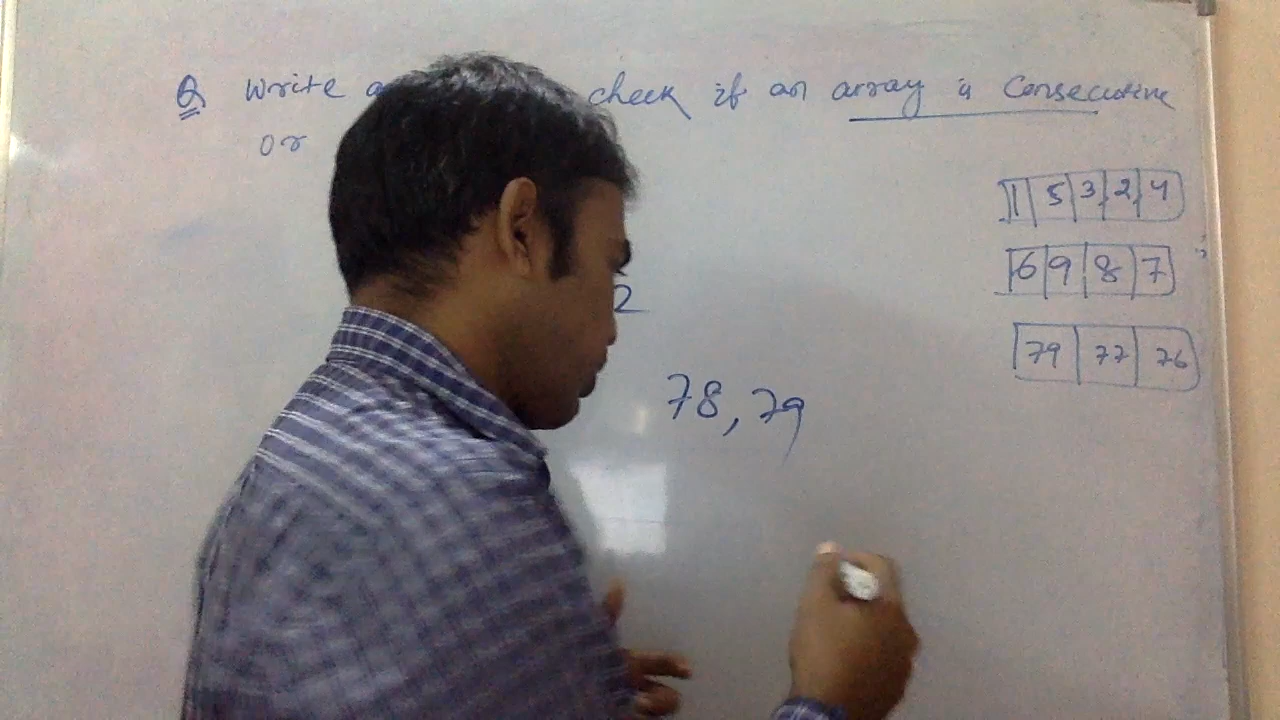 Q Write a check if an array is Consecutive
or
1 5 3 2 4
6 9 8 7
79 77 76
2
78, 79